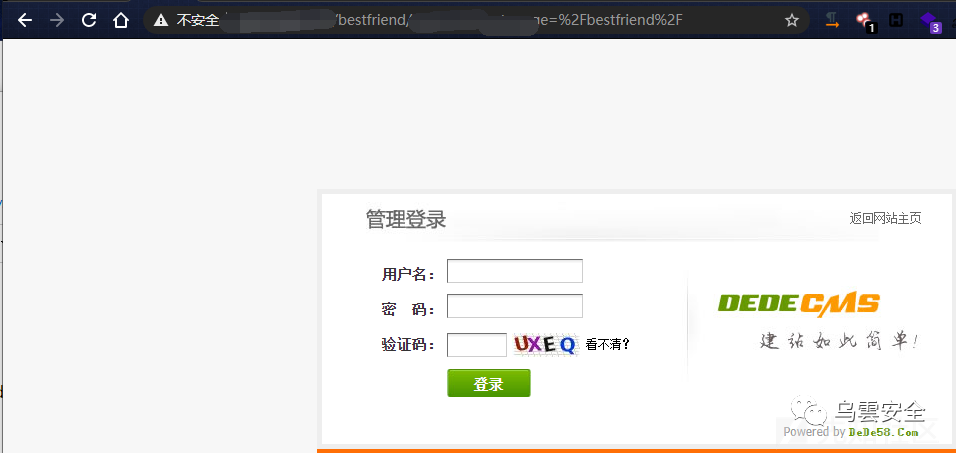 不安全
/bestfriend/
ge=%2Fbestfriend%2F
1
3
管理登录
返回网站主页
用户名：
密 码：
DEDECMS
建站如此简单!
验证码：
UXEQ
看不清?
登录
乌雲安全
Powered by DeDe58.Com